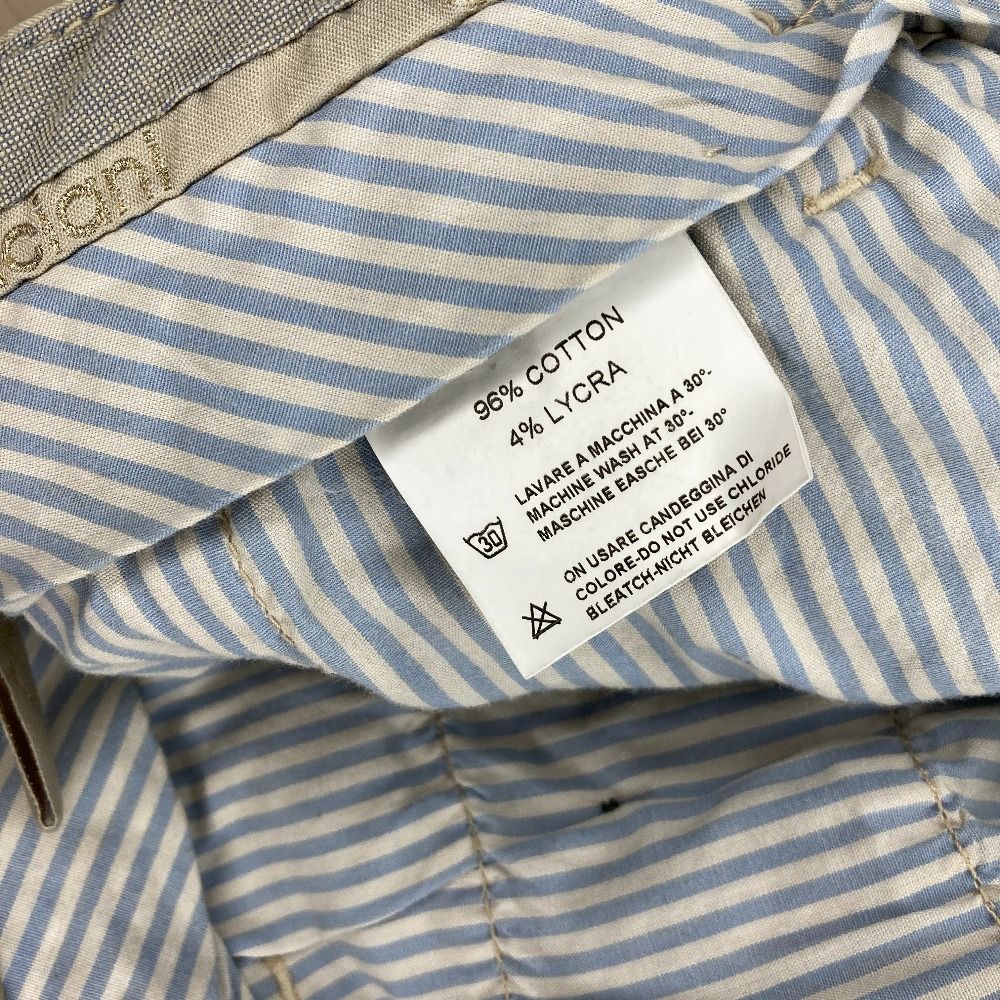 ciani
96% COTTON
4% LYCRA
LAVARE A MACCHINA A 30°-
MACHINE WASH AT 30°-
MASCHINE EASCHE BEI 30°
30
ON USARE CANDEGGINA DI
COLORE-DO NOT USE CHLORIDE
BLEATCH-NICHT BLEICHEN